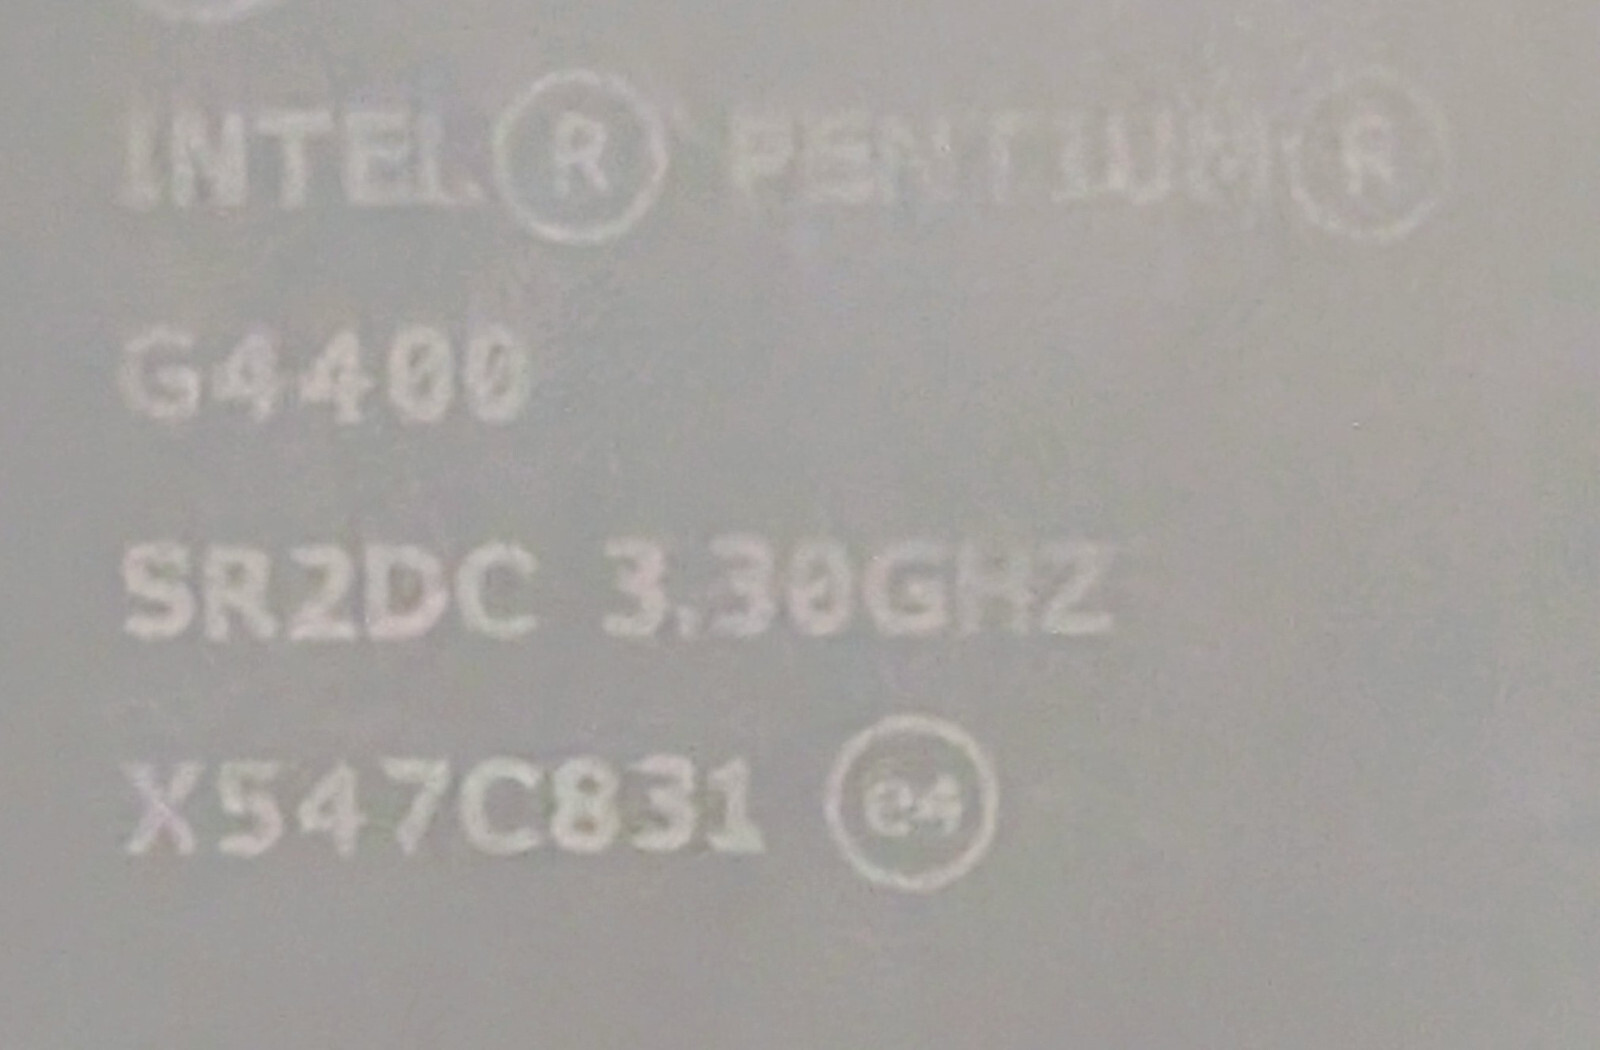 INTEL® PENTIUM®
G4400
SR2DC 3.30GHZ
X547C831 e4